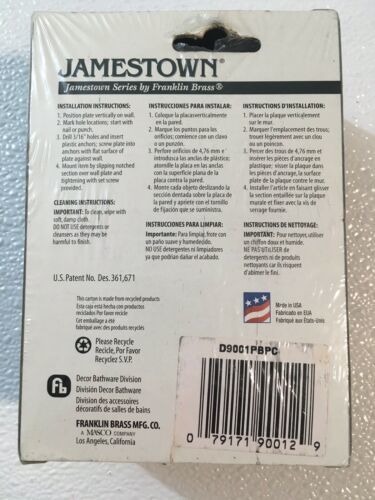 JAMESTOWN®
Jamestown Series by Franklin Brass®
INSTALLATION INSTRUCTIONS:
1. Position plate vertically on wall.
2. Mark hole locations; start with
nail or punch.
3. Drill 3/16" holes and insert
plastic anchors; screw plate into
anchors with flat surface of
plate against wall.
4. Mount item by slipping notched
section over wall plate and
tightening with set screw
provided.
CLEANING INSTRUCTIONS:
IMPORTANT: To clean, wipe with
soft, damp cloth.
DO NOT USE detergents or
cleansers as they may be
harmful to finish.
INSTRUCCIONES PARA INSTALAR:
1. Coloque la placasverticalmente
en la pared.
2. Marque los puntos para los
orificios; comience con un clavo
o un punzón.
3. Perfore orificios de 4,76 mm e
introduzca las anclas de plástico;
atornille la placa en las anclas
con la superficie plana de la
placa contra la pared.
4. Monte cada objeto deslizando la
sección dentada sobre la placa de
la pared y apriete con el tornillo
de fijación que se suministra.
INSTRUCCIONES PARA LIMPIAR:
Importante: Para limpiar, frote con
un paño suave y humedecido.
NO USE detergentes ni limpiadores
ya que podrían dañar el acabado.
INSTRUCTIONS D'INSTALLATION:
1. Placer la plaque verticalement
sur le mur.
2. Marquer l'emplacement des trous;
trouer légèrement avec un clou ou
un poinçon.
3. Percer des trous de 4,76 mm et
insérer les pièces d'ancrage en
plastique; visser la plaque dans
les pièces d'ancrage, la surface
plate de la plaque contre le mur.
4. Installer l'article en faisant glisser
la section entaillée sur la plaque
murale et fixer avec la vis de
serrage fournie.
INSTRUCTIONS DE NETTOYAGE:
IMPORTANT: Pour nettoyer, utiliser
un chiffon doux et humide.
NE PAS UTILISER de
détergents ni de produits
nettoyants car ils risquent
d'abîmer le fini.
U.S. Patent No. Des. 361,671
This carton is made from recycled products
Esta caja está hecha con productos
reciclados Para favor recicle
Cet emballage a été
fabriqué avec des produits recyclés
Please Recycle
Recicle, Por Favor
Recyclez S.V.P.
Made in USA
Fabricado en EUA
Fabriqué aux États-Unis
fb
Decor Bathware Division
División Decor Bathware
Division des accessoires
décoratifs de salles de bains
FRANKLIN BRASS MFG. CO.
A MASCO COMPANY
Los Angeles, California
D9001PBPC
0 79171 90012 9